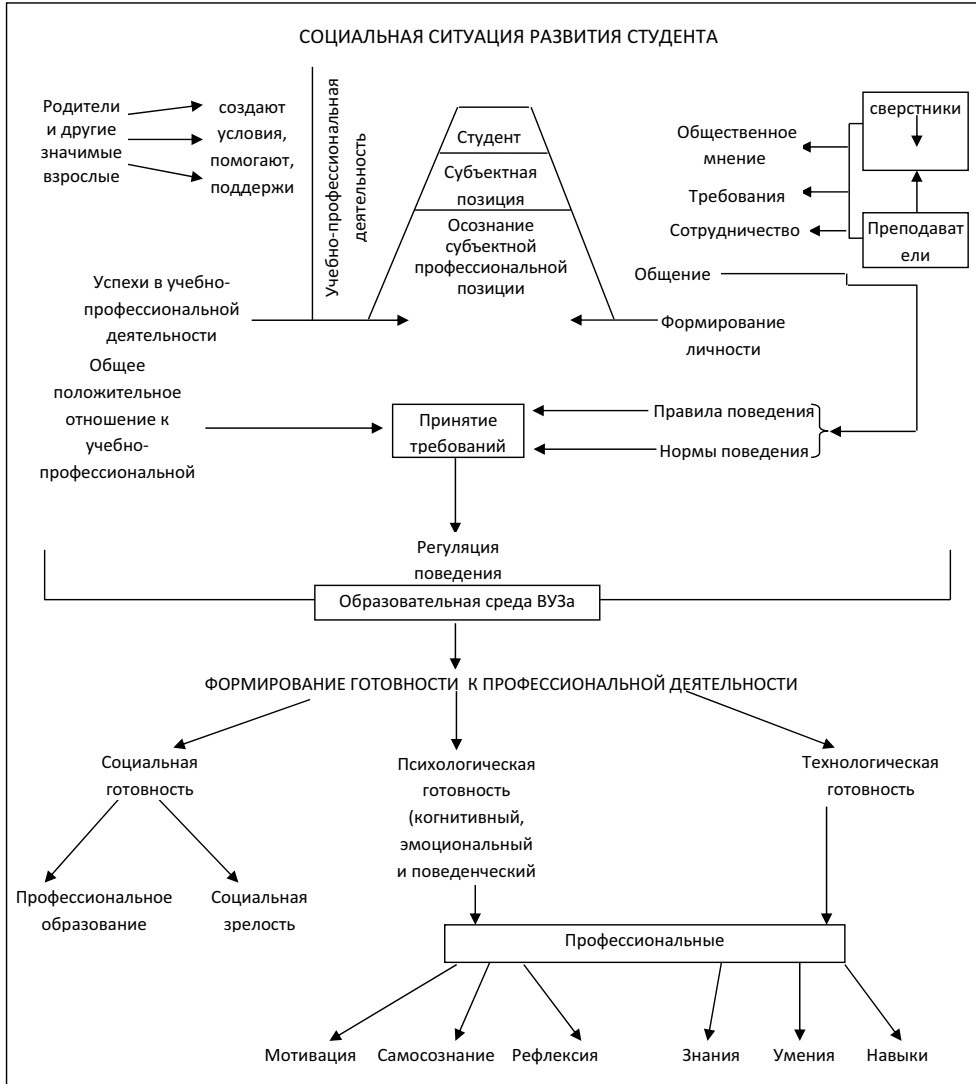 СОЦИАЛЬНАЯ СИТУАЦИЯ РАЗВИТИЯ СТУДЕНТА
Родители
и другие
значимые
взрослые
создают
условия,
помогают,
поддержи
Учебно-профессиональная
деятельность
Студент
Субъектная
позиция
Осознание
субъектной
профессиональной
позиции
Общественное
мнение
Требования
Сотрудничество
сверстники
Преподават
ели
Общение
Успехи в учебно-
профессиональной
деятельности
Формирование
личности
Общее
положительное
отношение к
учебно-
профессиональной
Принятие
требований
Правила поведения
Нормы поведения
Регуляция
поведения
Образовательная среда ВУЗа
ФОРМИРОВАНИЕ ГОТОВНОСТИ К ПРОФЕССИОНАЛЬНОЙ ДЕЯТЕЛЬНОСТИ
Социальная
готовность
Психологическая
готовность
(когнитивный,
эмоциональный
и поведенческий
Технологическая
готовность
Профессиональное
образование
Социальная
зрелость
Профессиональные
Мотивация
Самосознание
Рефлексия
Знания
Умения
Навыки